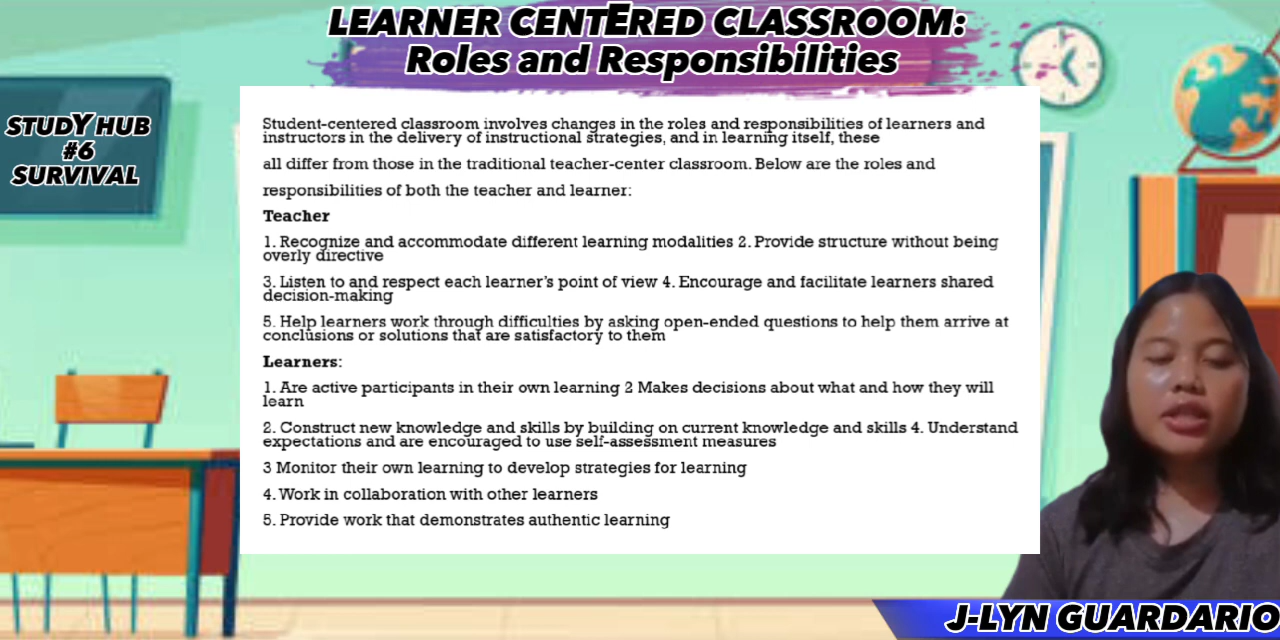 LEARNER CENTERED CLASSROOM:
Roles and Responsibilities
STUDY HUB
#6
SURVIVAL
Student-centered classroom involves changes in the roles and responsibilities of learners and
instructors in the delivery of instructional strategies, and in learning itself, these
all differ from those in the traditional teacher-center classroom. Below are the roles and
responsibilities of both the teacher and learner:
Teacher
1. Recognize and accommodate different learning modalities 2. Provide structure without being
overly directive
3. Listen to and respect each learner's point of view 4. Encourage and facilitate learners shared
decision-making
5. Help learners work through difficulties by asking open-ended questions to help them arrive at
conclusions or solutions that are satisfactory to them
Learners:
1. Are active participants in their own learning 2 Makes decisions about what and how they will
learn
2. Construct new knowledge and skills by building on current knowledge and skills 4. Understand
expectations and are encouraged to use self-assessment measures
3 Monitor their own learning to develop strategies for learning
4. Work in collaboration with other learners
5. Provide work that demonstrates authentic learning
J-LYN GUARDARIO